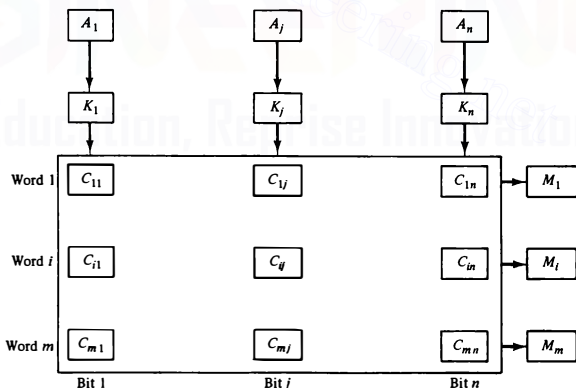 A₁ Aⱼ Aₙ
K₁ Kⱼ Kₙ
Word 1 C₁₁ C₁ⱼ C₁ₙ M₁
Word i Cᵢ₁ Cᵢⱼ Cᵢₙ Mᵢ
Word m Cₘ₁ Cₘⱼ Cₘₙ Mₘ
Bit 1 Bit j Bit n